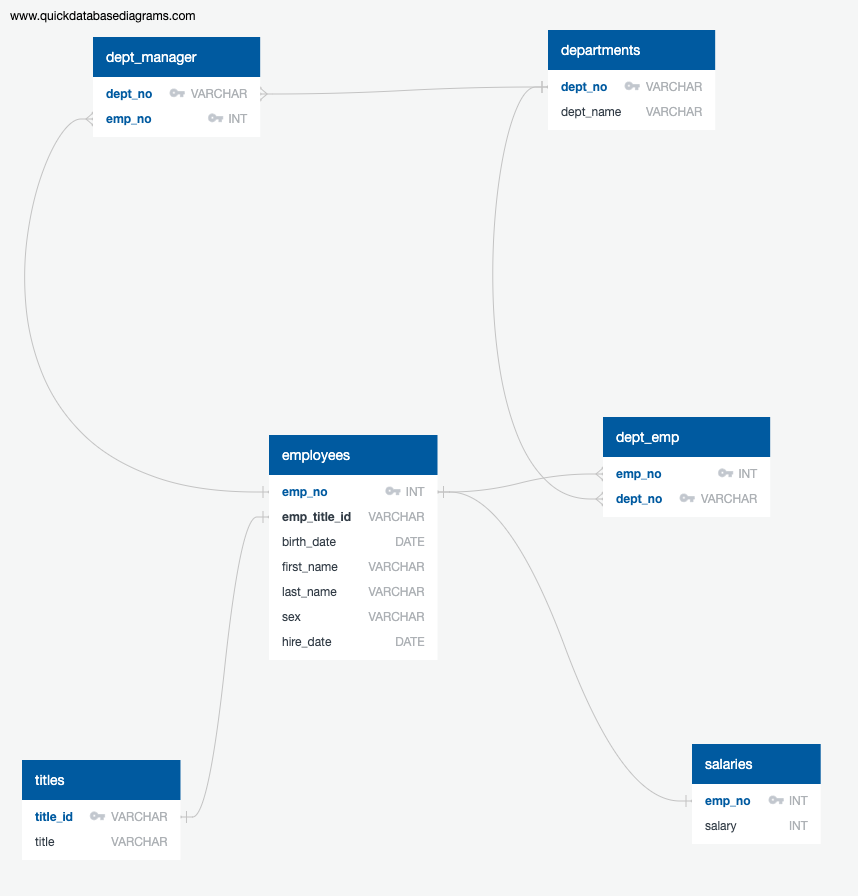 www.quickdatabasediagrams.com
dept_manager
dept_no VARCHAR
emp_no INT
departments
dept_no VARCHAR
dept_name VARCHAR
employees
emp_no INT
emp_title_id VARCHAR
birth_date DATE
first_name VARCHAR
last_name VARCHAR
sex VARCHAR
hire_date DATE
dept_emp
emp_no INT
dept_no VARCHAR
titles
title_id VARCHAR
title VARCHAR
salaries
emp_no INT
salary INT